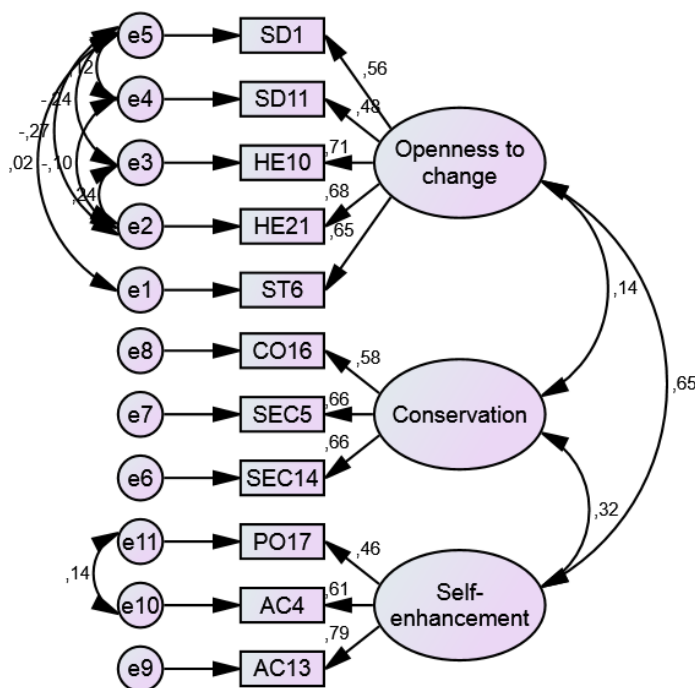 e5
SD1
,56
,12
e4
SD11
,48
-,24
-,27
,02
-,10
e3
HE10
,71
Openness to
change
,24
e2
HE21
,68
,65
e1
ST6
,14
e8
CO16
,58
,65
e7
SEC5
,66
Conservation
e6
SEC14
,66
,32
e11
PO17
,46
,14
e10
AC4
,61
Self-
enhancement
e9
AC13
,79